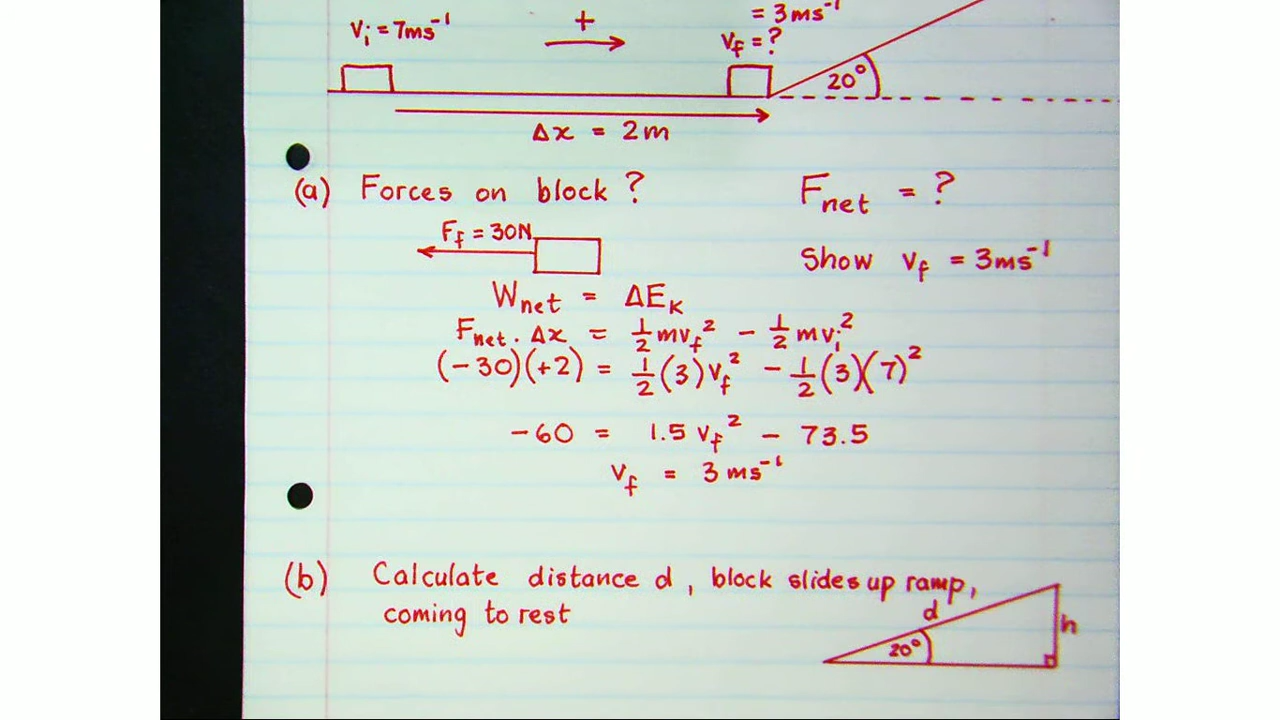 = 3ms⁻¹
vᵢ = 7ms⁻¹
+
v_f = ?
20°
Δx = 2m
(a) Forces on block ?
F_net = ?
F_f = 30N
Show v_f = 3ms⁻¹
W_net = ΔE_K
F_net . Δx = ½mv_f² − ½mvᵢ²
(−30)(+2) = ½(3)v_f² − ½(3)(7)²
−60 = 1.5 v_f² − 73.5
v_f = 3 ms⁻¹
(b) Calculate distance d, block slides up ramp,
coming to rest
d
h
20°